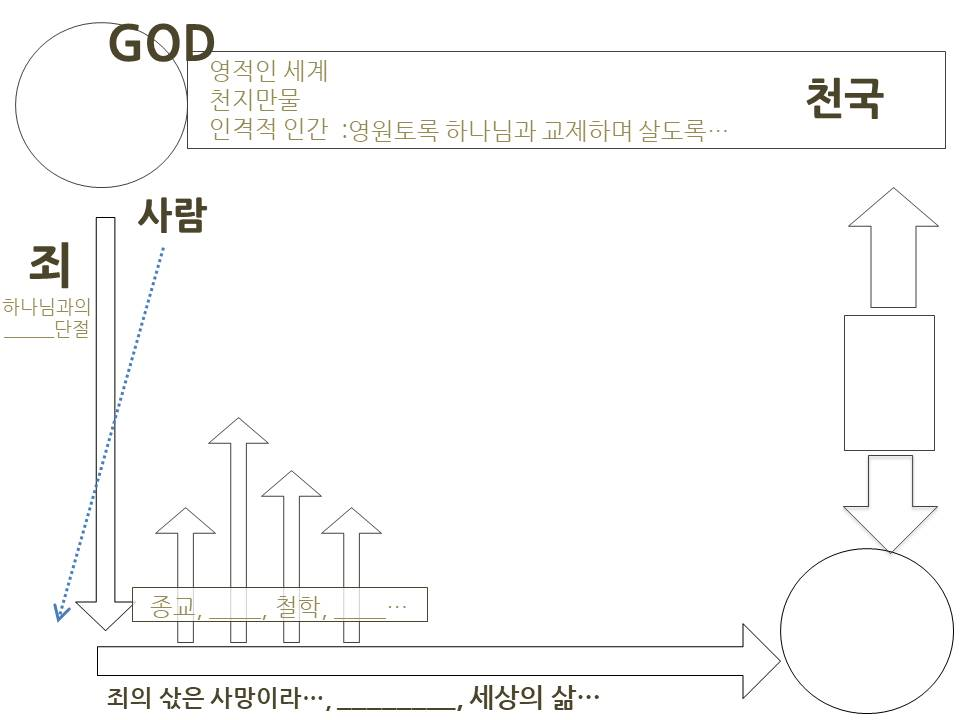 GOD
영적인 세계
천지만물
인격적 인간 :영원토록 하나님과 교제하며 살도록…
천국
사람
죄
하나님과의
_____단절
종교, _____, 철학, _____…
죄의 삯은 사망이라…, _________, 세상의 삶…